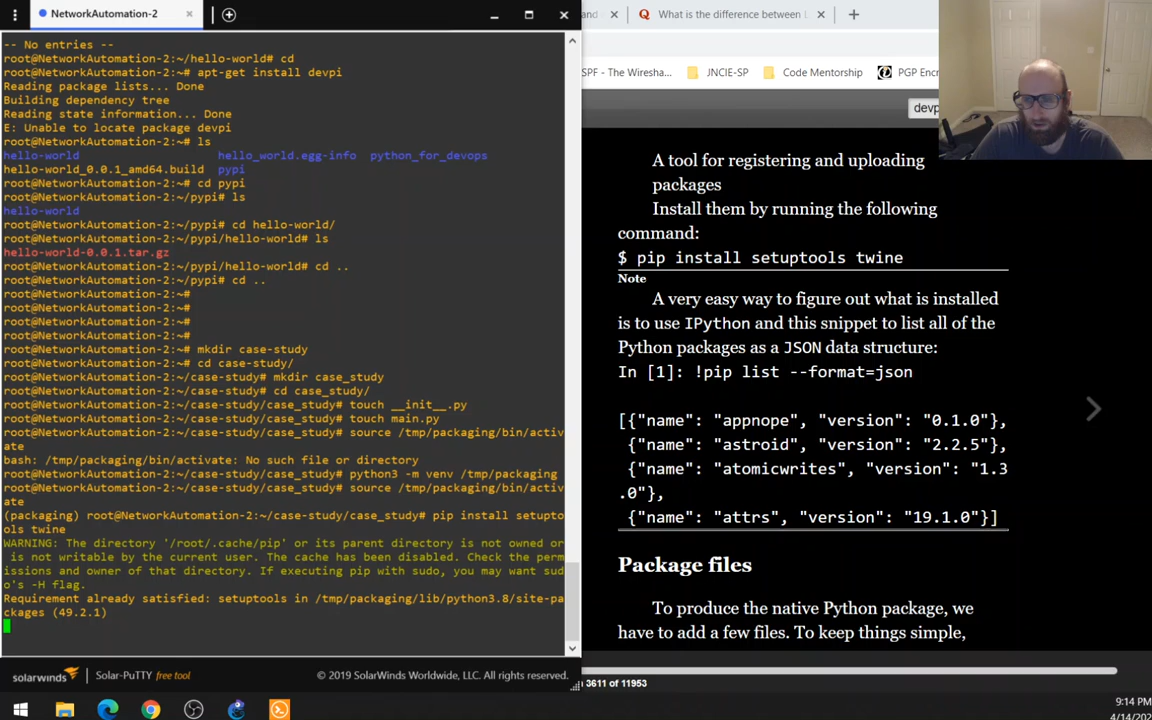 NetworkAutomation-2
and
What is the difference between
SPF - The Wiresha...
JNCIE-SP
Code Mentorship
PGP Encr
-- No entries --
root@NetworkAutomation-2:~/hello-world# cd
root@NetworkAutomation-2:~# apt-get install devpi
Reading package lists... Done
Building dependency tree
Reading state information... Done
E: Unable to locate package devpi
root@NetworkAutomation-2:~# ls
hello-world hello_world.egg-info python_for_devops
hello-world_0.0.1_amd64.build pypi
root@NetworkAutomation-2:~# cd pypi
root@NetworkAutomation-2:~/pypi# ls
hello-world
root@NetworkAutomation-2:~/pypi# cd hello-world/
root@NetworkAutomation-2:~/pypi/hello-world# ls
hello-world-0.0.1.tar.gz
root@NetworkAutomation-2:~/pypi/hello-world# cd ..
root@NetworkAutomation-2:~/pypi# cd ..
root@NetworkAutomation-2:~#
root@NetworkAutomation-2:~#
root@NetworkAutomation-2:~#
root@NetworkAutomation-2:~#
root@NetworkAutomation-2:~# mkdir case-study
root@NetworkAutomation-2:~# cd case-study/
root@NetworkAutomation-2:~/case-study# mkdir case_study
root@NetworkAutomation-2:~/case-study# cd case_study/
root@NetworkAutomation-2:~/case-study/case_study# touch __init__.py
root@NetworkAutomation-2:~/case-study/case_study# touch main.py
root@NetworkAutomation-2:~/case-study/case_study# source /tmp/packaging/bin/activ
ate
bash: /tmp/packaging/bin/activate: No such file or directory
root@NetworkAutomation-2:~/case-study/case_study# python3 -m venv /tmp/packaging
root@NetworkAutomation-2:~/case-study/case_study# source /tmp/packaging/bin/activ
ate
(packaging) root@NetworkAutomation-2:~/case-study/case_study# pip install setupto
ols twine
WARNING: The directory '/root/.cache/pip' or its parent directory is not owned or
is not writable by the current user. The cache has been disabled. Check the perm
issions and owner of that directory. If executing pip with sudo, you may want sud
o's -H flag.
Requirement already satisfied: setuptools in /tmp/packaging/lib/python3.8/site-pa
ckages (49.2.1)
solarwinds
Solar-PuTTY free tool
© 2019 SolarWinds Worldwide, LLC. All rights reserved.
devp
A tool for registering and uploading
packages
Install them by running the following
command:
$ pip install setuptools twine
Note
A very easy way to figure out what is installed
is to use IPython and this snippet to list all of the
Python packages as a JSON data structure:
In [1]: !pip list --format=json
[{"name": "appnope", "version": "0.1.0"},
{"name": "astroid", "version": "2.2.5"},
{"name": "atomicwrites", "version": "1.3
.0"},
{"name": "attrs", "version": "19.1.0"}]
Package files
To produce the native Python package, we
have to add a few files. To keep things simple,
3611 of 11953
9:14 PM
4/14/202